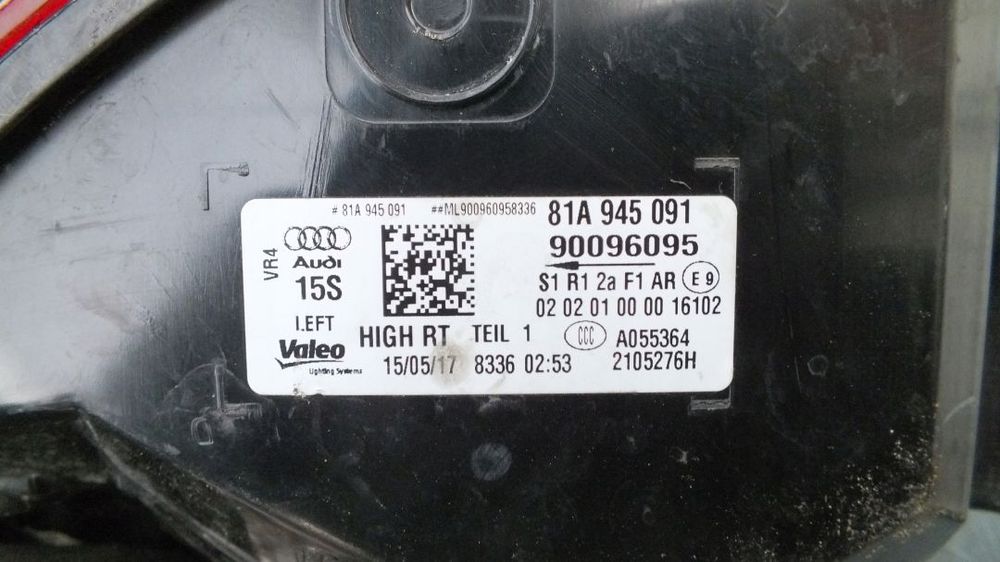 # 81A 945 091 ##ML900960958336 81A 945 091
90096095
VR4
Audi
15S
S1 R1 2a F1 AR E 9
02 02 01 00 00 16102
LEFT HIGH RT TEIL 1 CCC A055364
Valeo
Lighting Systems
15/05/17 8336 02:53 2105276H